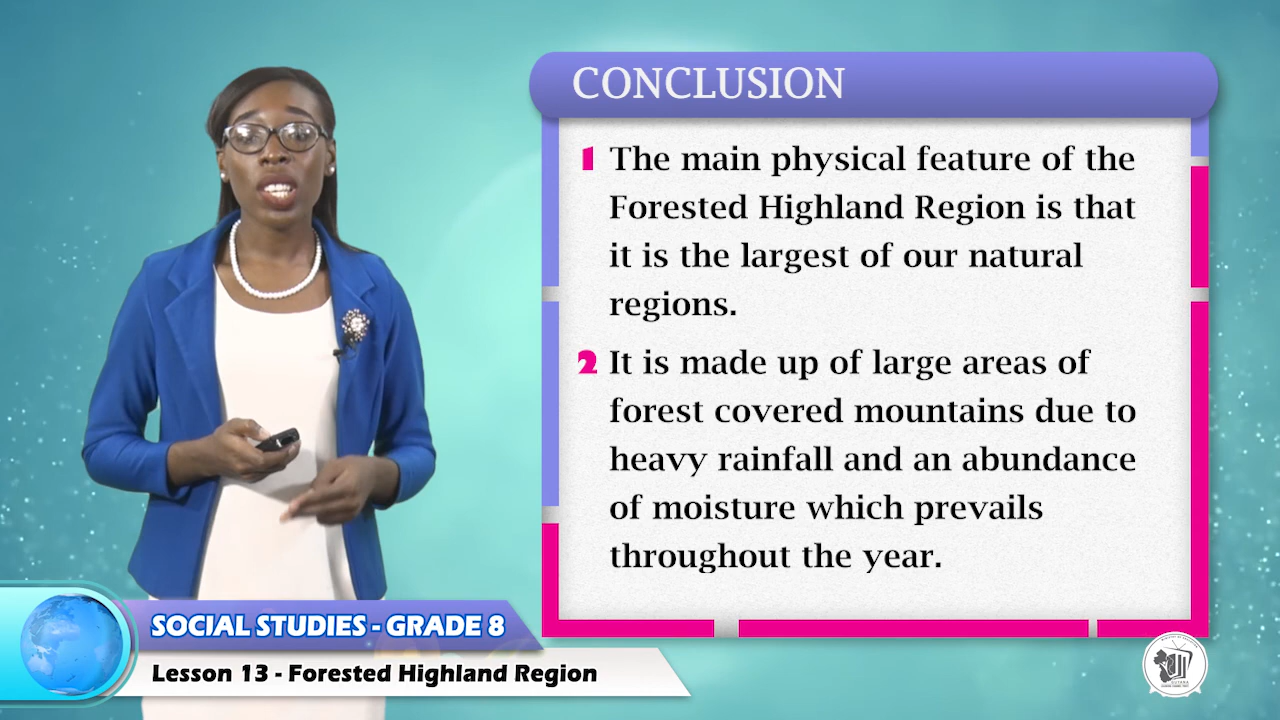 CONCLUSION
1 The main physical feature of the
Forested Highland Region is that
it is the largest of our natural
regions.
2 It is made up of large areas of
forest covered mountains due to
heavy rainfall and an abundance
of moisture which prevails
throughout the year.
SOCIAL STUDIES - GRADE 8
Lesson 13 - Forested Highland Region
GUYANA